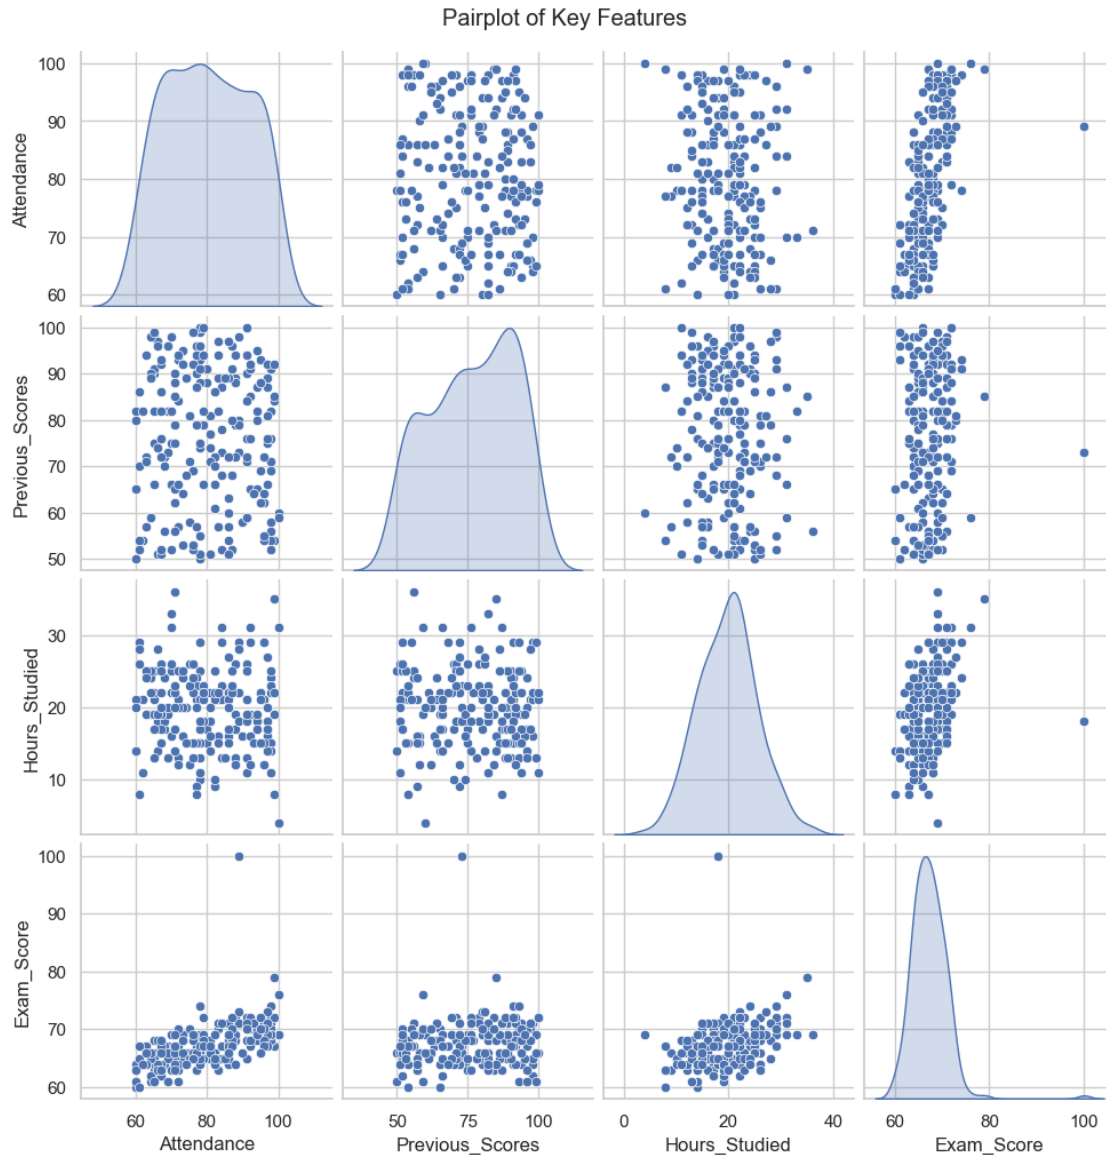 Pairplot of Key Features
100
90
80
70
60
Attendance
100
90
80
70
60
50
Previous_Scores
30
20
10
Hours_Studied
100
90
80
70
60
Exam_Score
60 80 100
50 75 100
0 20 40
60 80 100
Attendance
Previous_Scores
Hours_Studied
Exam_Score